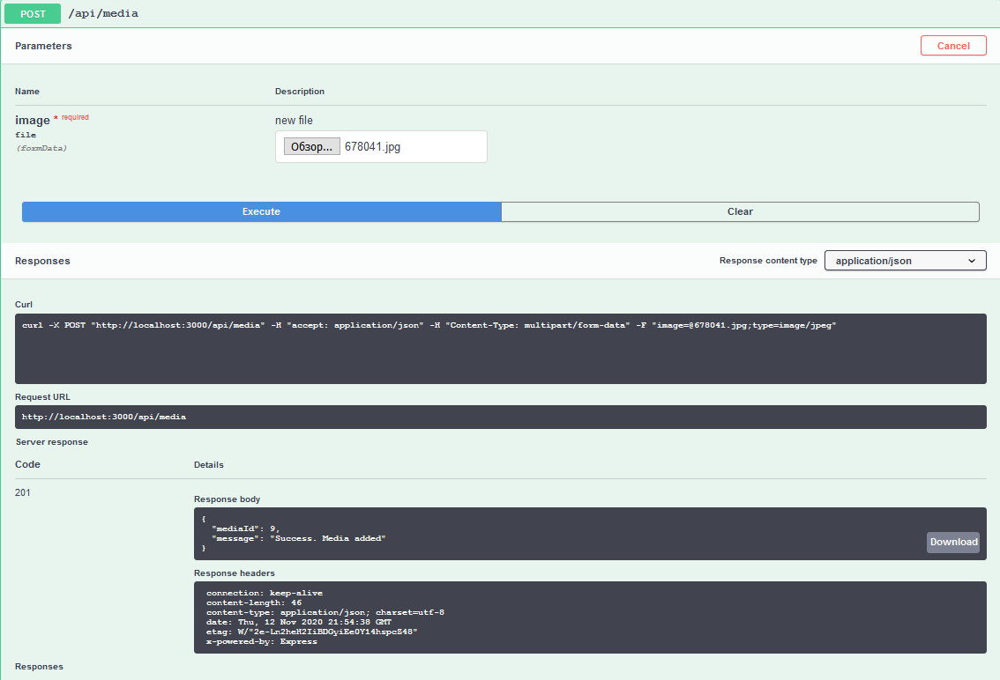 POST /api/media
Parameters
Cancel
Name Description
image * required
file
(formData)
new file
Обзор... 678041.jpg
Execute Clear
Responses
Response content type application/json
Curl
curl -X POST "http://localhost:3000/api/media" -H "accept: application/json" -H "Content-Type: multipart/form-data" -F "image=@678041.jpg;type=image/jpeg"
Request URL
http://localhost:3000/api/media
Server response
Code Details
201
Response body
{
"mediaId": 9,
"message": "Success. Media added"
}
Download
Response headers
connection: keep-alive
content-length: 46
content-type: application/json; charset=utf-8
date: Thu, 12 Nov 2020 21:54:38 GMT
etag: W/"2e-Ln2heH2IiBDGyiEe0Y14hspcZ48"
x-powered-by: Express
Responses